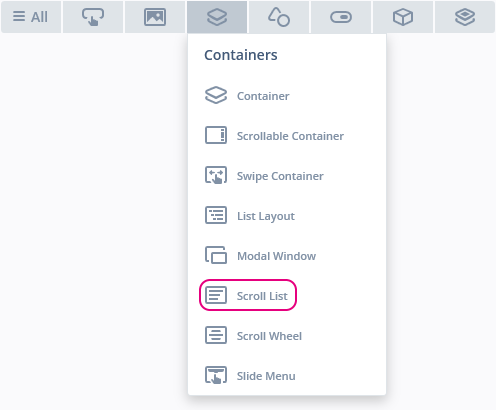 All
Containers
Container
Scrollable Container
Swipe Container
List Layout
Modal Window
Scroll List
Scroll Wheel
Slide Menu